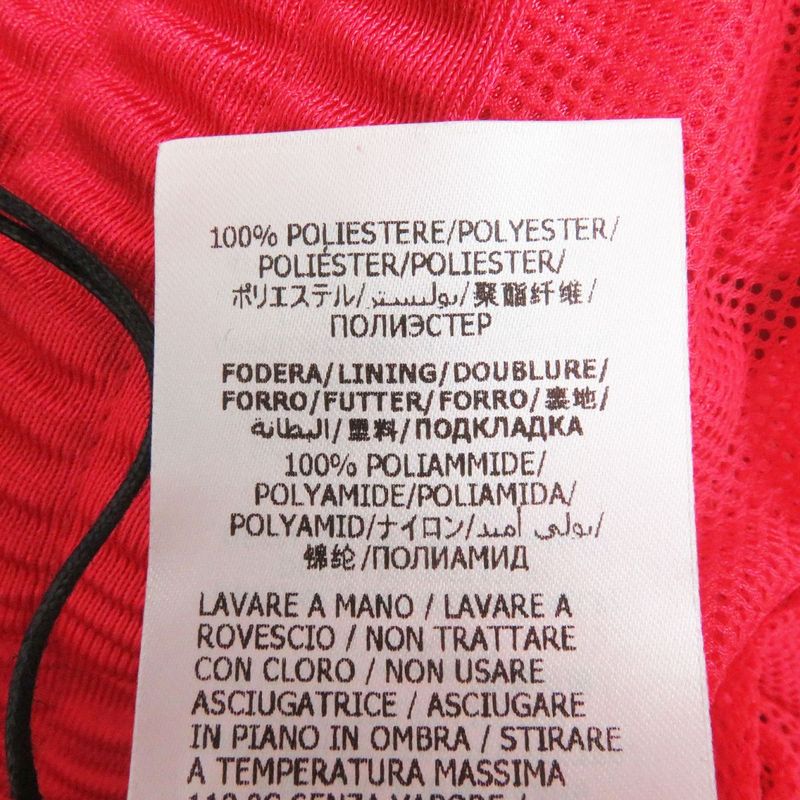 100% POLIESTERE/POLYESTER/
POLIÉSTER/POLIESTER/
ポリエステル/بوليستر/聚酯纤维/
ПОЛИЭСТЕР
FODERA/LINING/DOUBLURE/
FORRO/FUTTER/FORRO/裏地/
البطانة/里料/ПОДКЛАДКА
100% POLIAMMIDE/
POLYAMIDE/POLIAMIDA/
POLYAMID/ナイロン/بولي أميد/
锦纶/ПОЛИАМИД
LAVARE A MANO / LAVARE A
ROVESCIO / NON TRATTARE
CON CLORO / NON USARE
ASCIUGATRICE / ASCIUGARE
IN PIANO IN OMBRA / STIRARE
A TEMPERATURA MASSIMA
110 °C SENZA VAPORE /